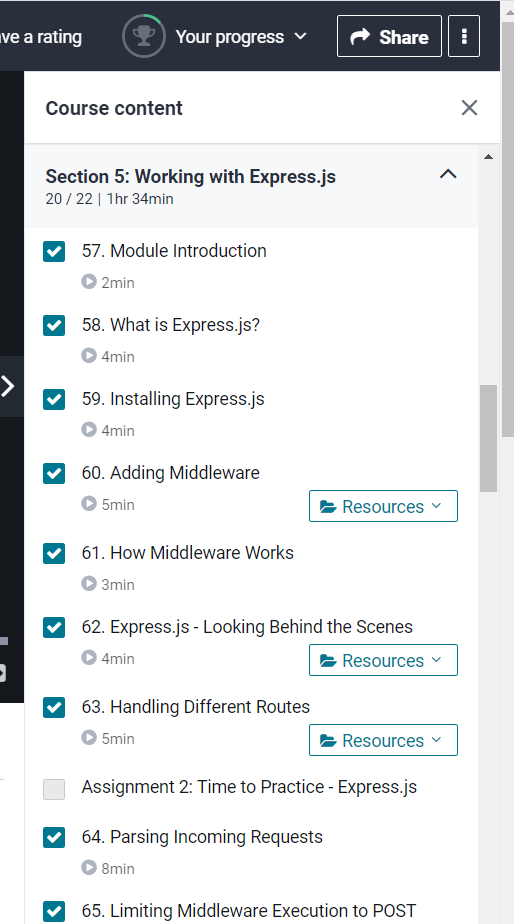 ve a rating
Your progress
Share
Course content
Section 5: Working with Express.js
20 / 22 | 1hr 34min
57. Module Introduction
2min
58. What is Express.js?
4min
59. Installing Express.js
4min
60. Adding Middleware
5min
Resources
61. How Middleware Works
3min
62. Express.js - Looking Behind the Scenes
4min
Resources
63. Handling Different Routes
5min
Resources
Assignment 2: Time to Practice - Express.js
64. Parsing Incoming Requests
8min
65. Limiting Middleware Execution to POST